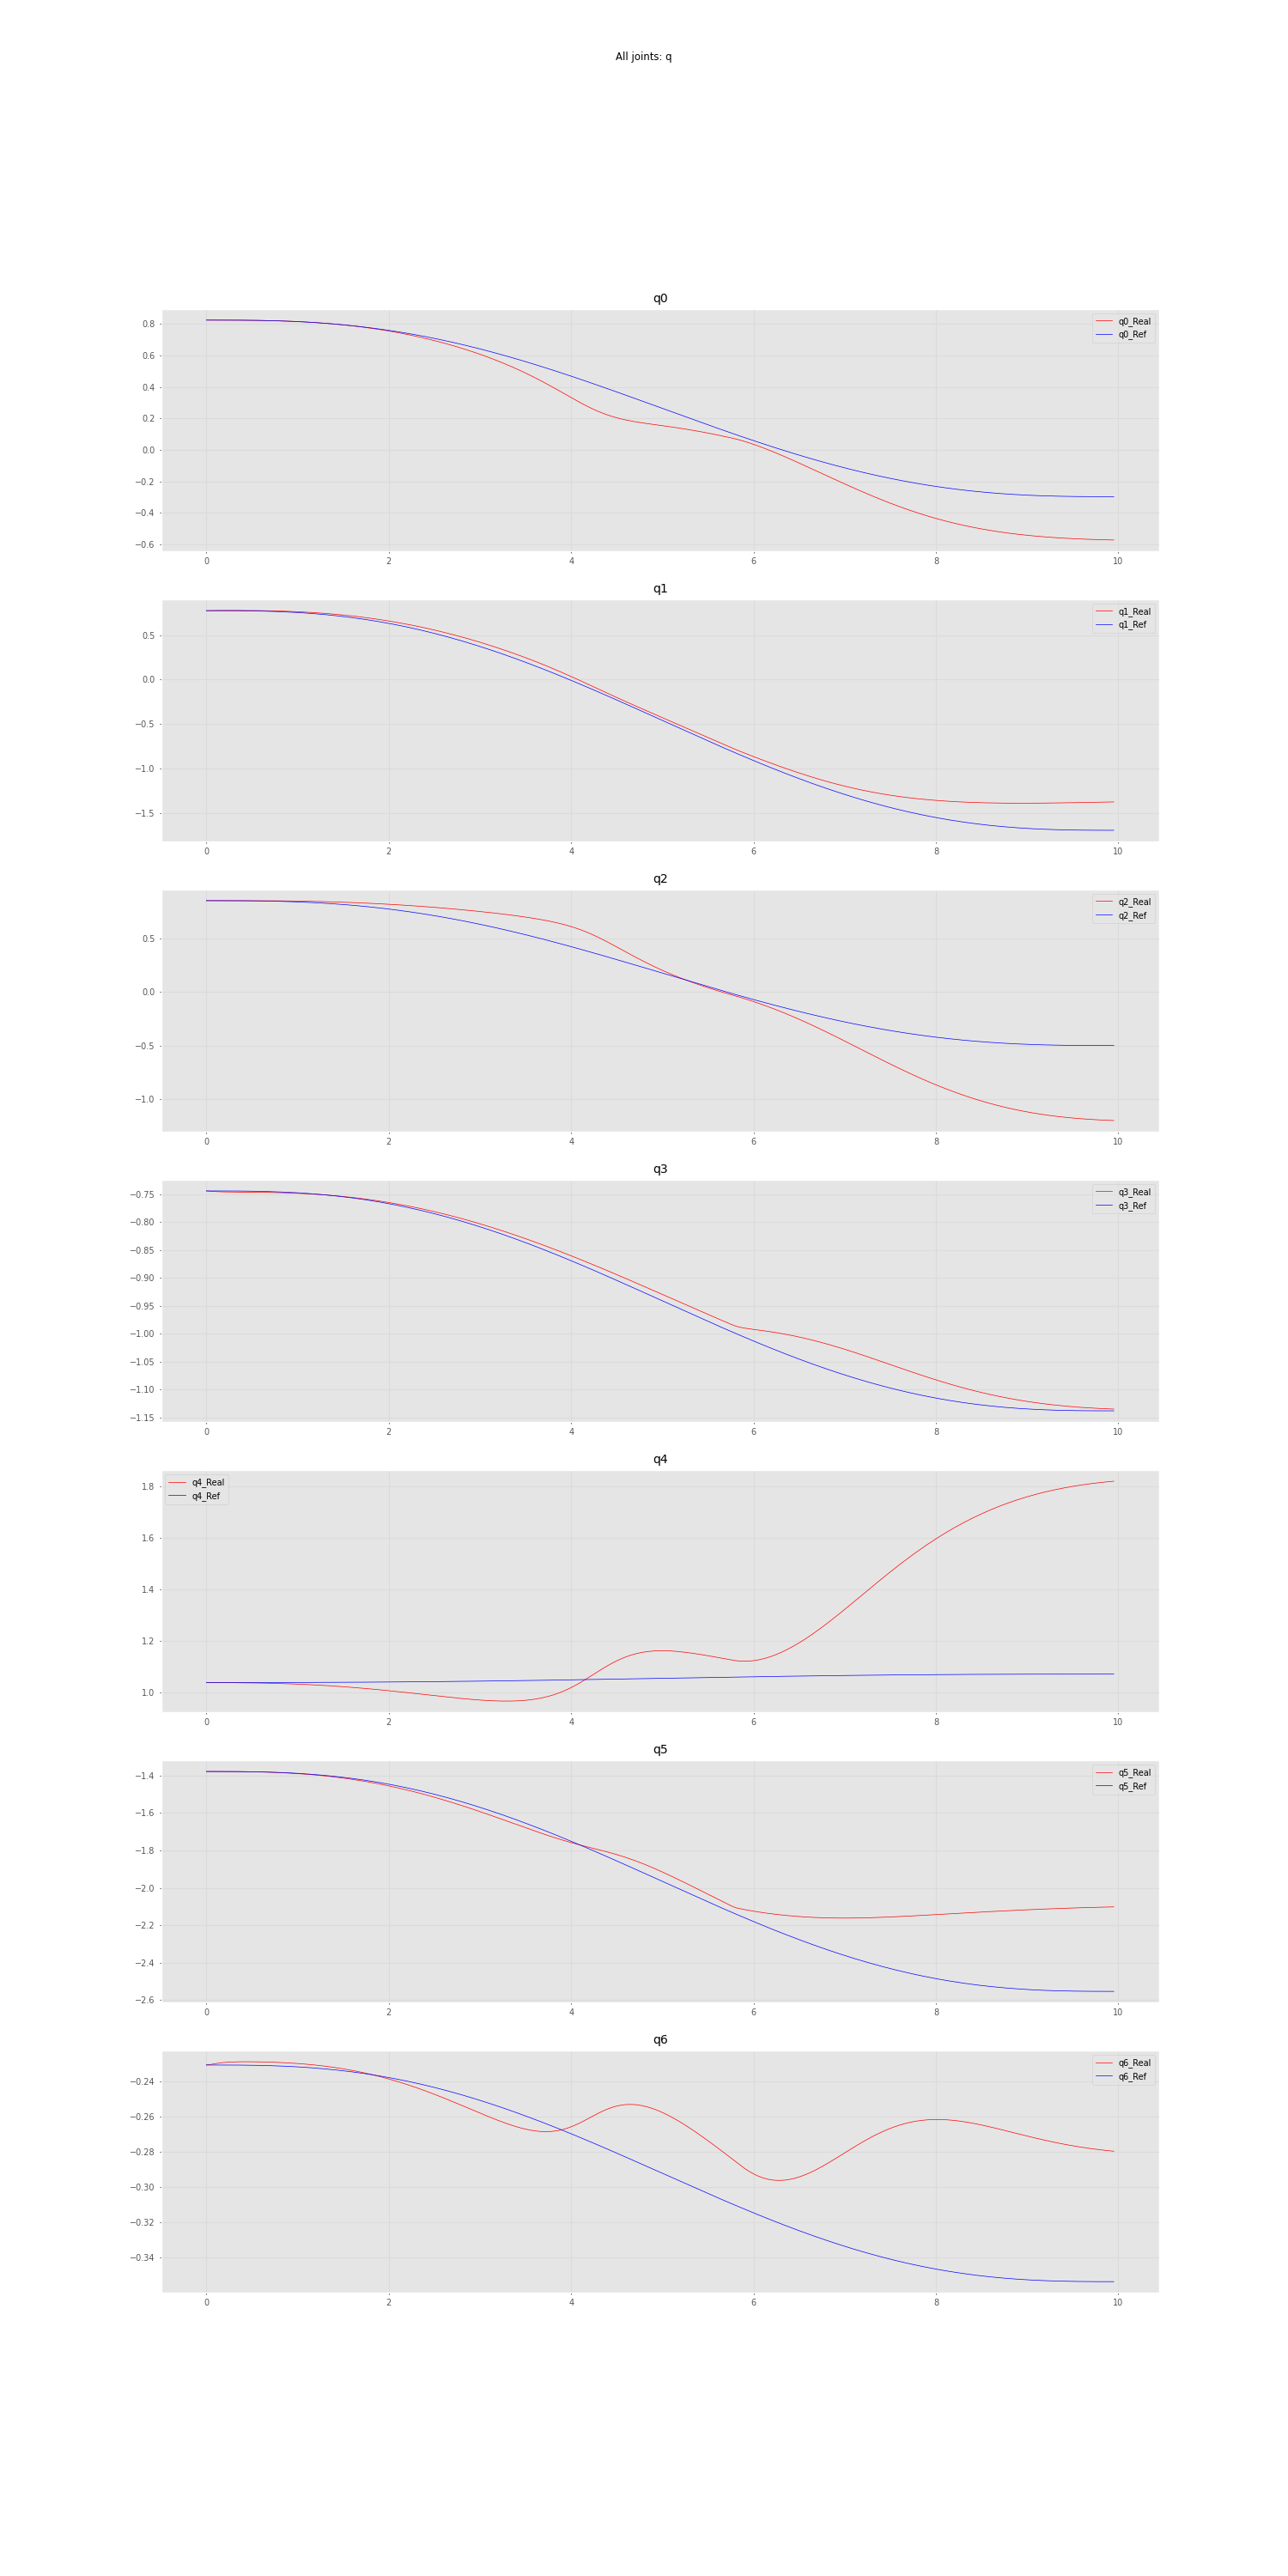 All joints: q
q0
0.8
0.6
0.4
0.2
0.0
−0.2
−0.4
−0.6
q0_Real
q0_Ref
0 2 4 6 8 10
q1
0.5
0.0
−0.5
−1.0
−1.5
q1_Real
q1_Ref
0 2 4 6 8 10
q2
0.5
0.0
−0.5
−1.0
q2_Real
q2_Ref
0 2 4 6 8 10
q3
−0.75
−0.80
−0.85
−0.90
−0.95
−1.00
−1.05
−1.10
−1.15
q3_Real
q3_Ref
0 2 4 6 8 10
q4
1.8
1.6
1.4
1.2
1.0
q4_Real
q4_Ref
0 2 4 6 8 10
q5
−1.4
−1.6
−1.8
−2.0
−2.2
−2.4
−2.6
q5_Real
q5_Ref
0 2 4 6 8 10
q6
−0.24
−0.26
−0.28
−0.30
−0.32
−0.34
q6_Real
q6_Ref
0 2 4 6 8 10